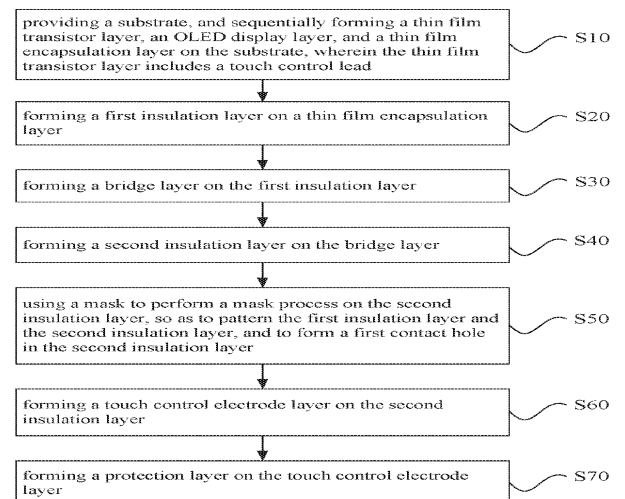 providing a substrate, and sequentially forming a thin film
transistor layer, an OLED display layer, and a thin film
encapsulation layer on the substrate, wherein the thin film
transistor layer includes a touch control lead
S10
forming a first insulation layer on a thin film encapsulation
layer
S20
forming a bridge layer on the first insulation layer
S30
forming a second insulation layer on the bridge layer
S40
using a mask to perform a mask process on the second
insulation layer, so as to pattern the first insulation layer and
the second insulation layer, and to form a first contact hole
in the second insulation layer
S50
forming a touch control electrode layer on the second
insulation layer
S60
forming a protection layer on the touch control electrode
layer
S70